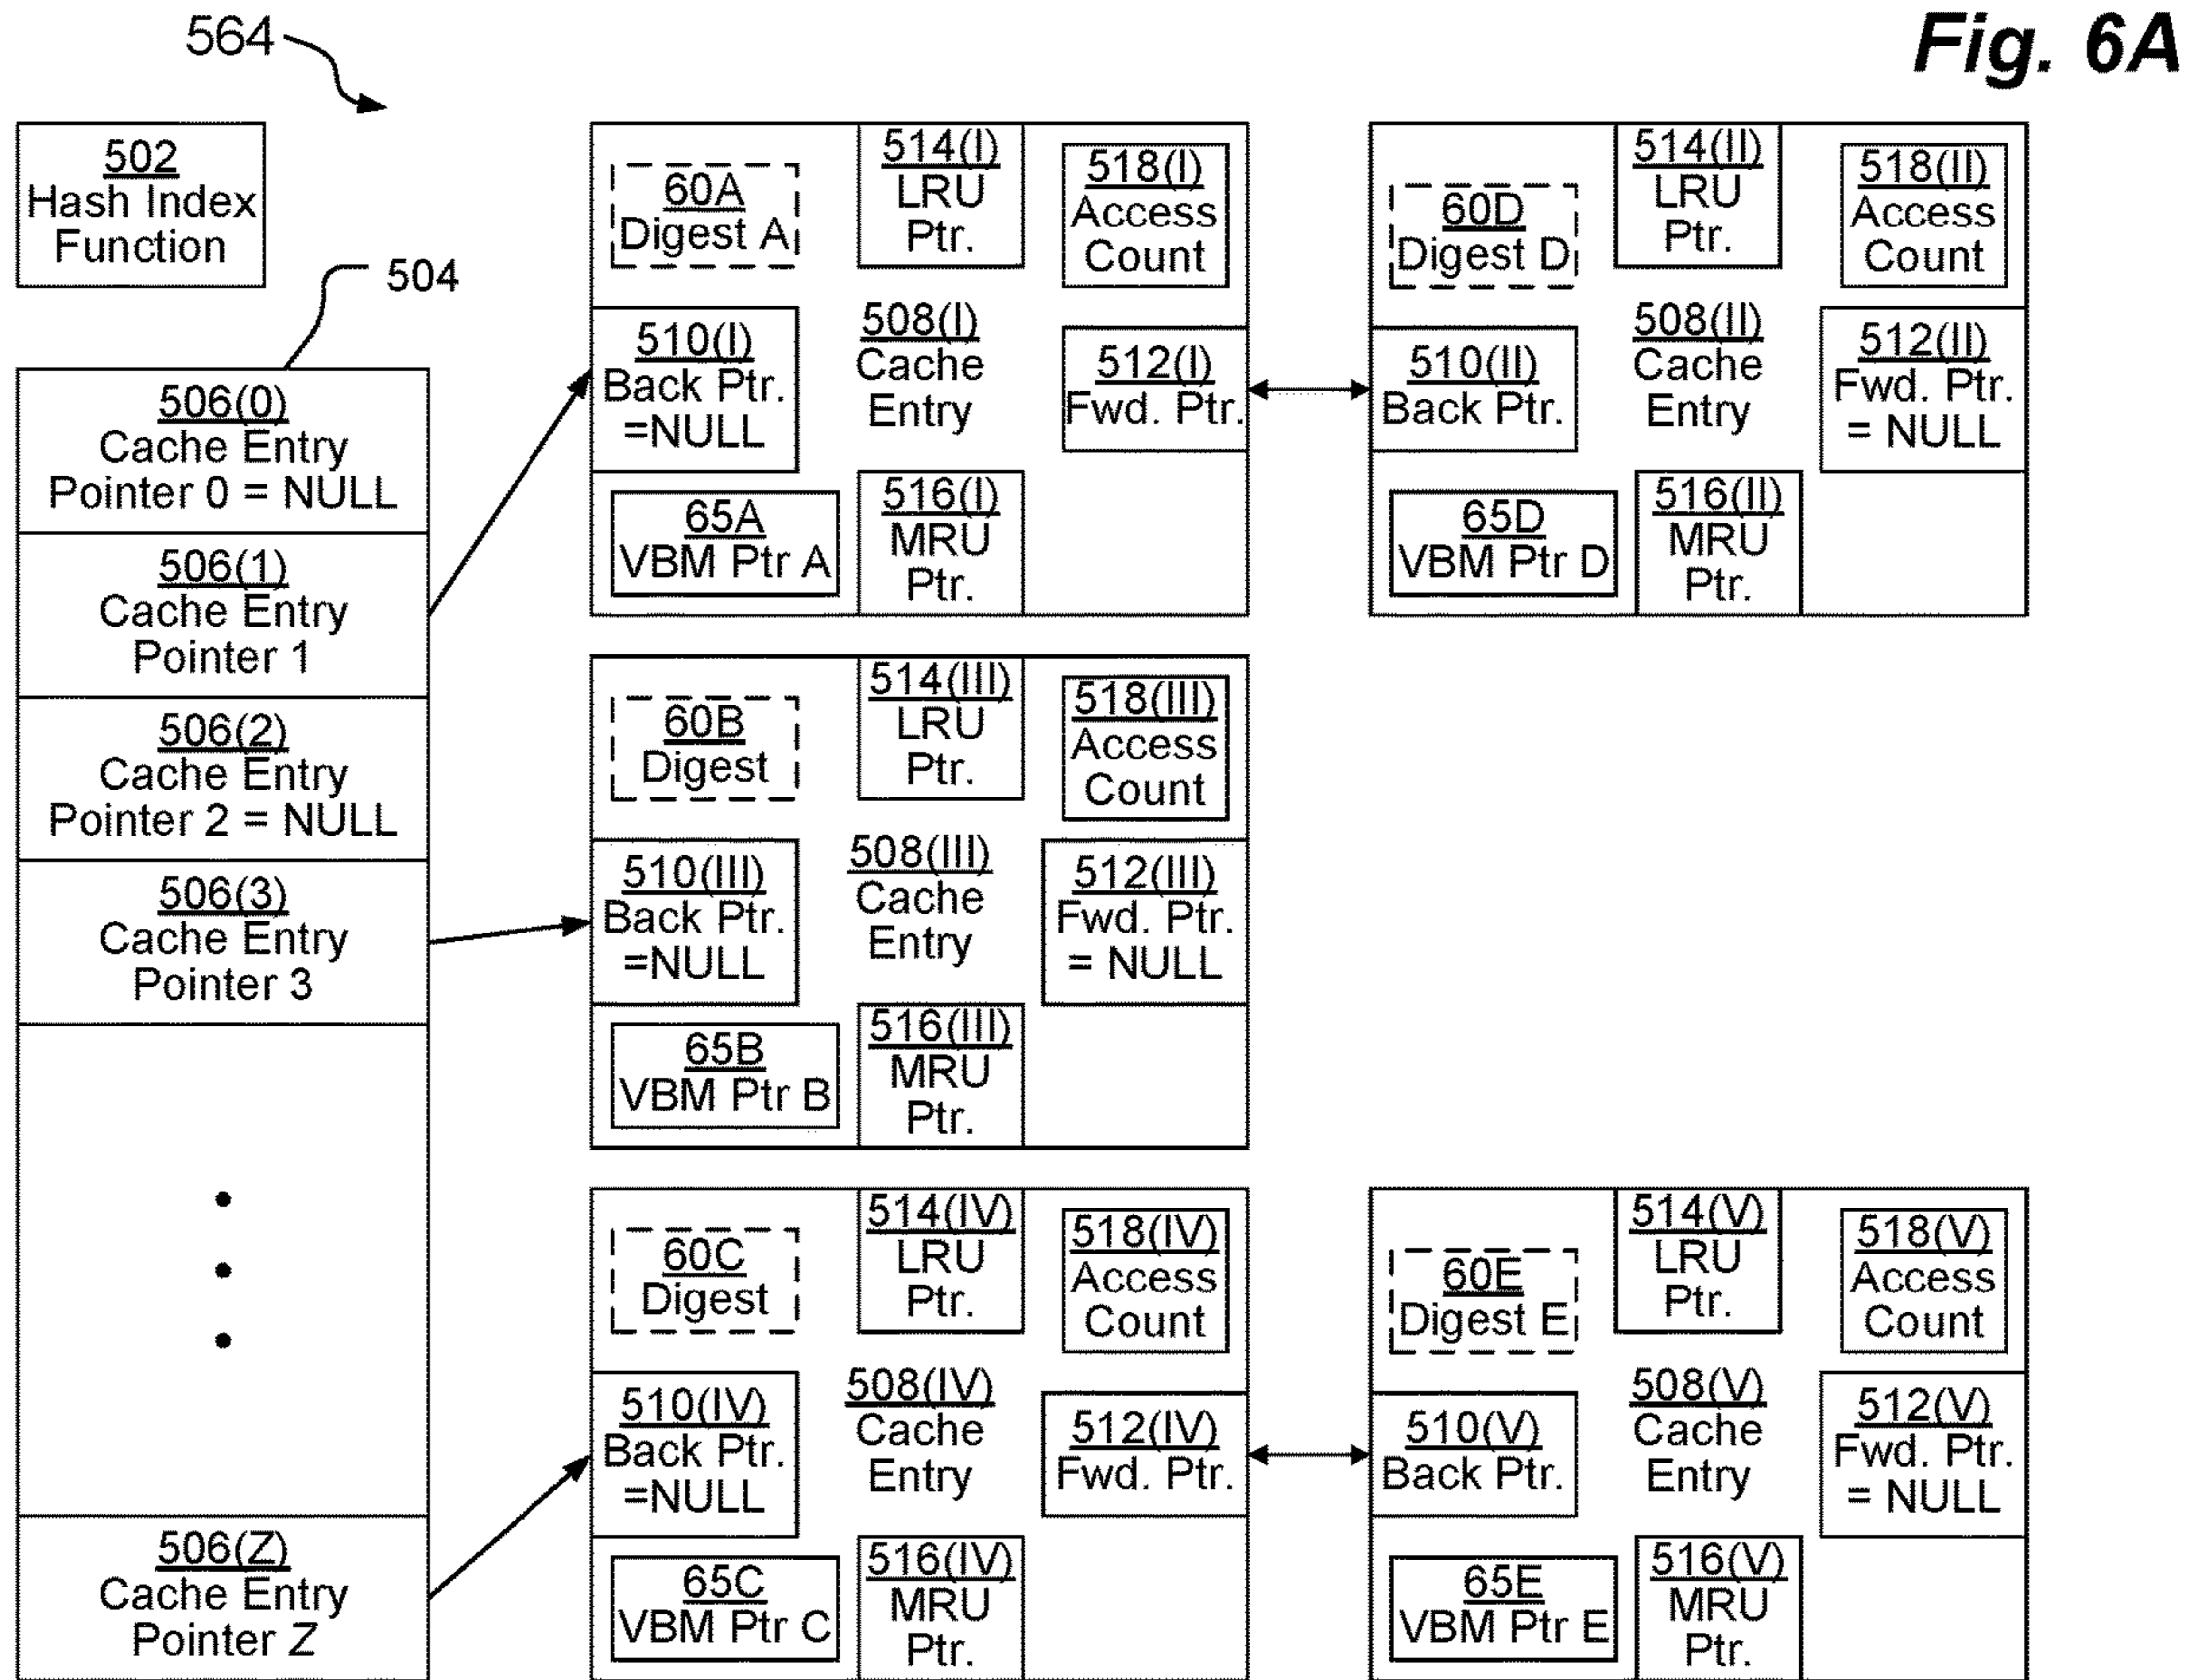 Fig. 6A
564
502
Hash Index
Function
504
506(0)
Cache Entry
Pointer 0 = NULL
506(1)
Cache Entry
Pointer 1
506(2)
Cache Entry
Pointer 2 = NULL
506(3)
Cache Entry
Pointer 3
506(Z)
Cache Entry
Pointer Z
60A
Digest A
514(I)
LRU
Ptr.
518(I)
Access
Count
510(I)
Back Ptr.
=NULL
508(I)
Cache
Entry
512(I)
Fwd. Ptr.
65A
VBM Ptr A
516(I)
MRU
Ptr.
60D
Digest D
514(II)
LRU
Ptr.
518(II)
Access
Count
510(II)
Back Ptr.
508(II)
Cache
Entry
512(II)
Fwd. Ptr.
= NULL
65D
VBM Ptr D
516(II)
MRU
Ptr.
60B
Digest
514(III)
LRU
Ptr.
518(III)
Access
Count
510(III)
Back Ptr.
=NULL
508(III)
Cache
Entry
512(III)
Fwd. Ptr.
= NULL
65B
VBM Ptr B
516(III)
MRU
Ptr.
60C
Digest
514(IV)
LRU
Ptr.
518(IV)
Access
Count
510(IV)
Back Ptr.
=NULL
508(IV)
Cache
Entry
512(IV)
Fwd. Ptr.
65C
VBM Ptr C
516(IV)
MRU
Ptr.
60E
Digest E
514(V)
LRU
Ptr.
518(V)
Access
Count
510(V)
Back Ptr.
508(V)
Cache
Entry
512(V)
Fwd. Ptr.
= NULL
65E
VBM Ptr E
516(V)
MRU
Ptr.